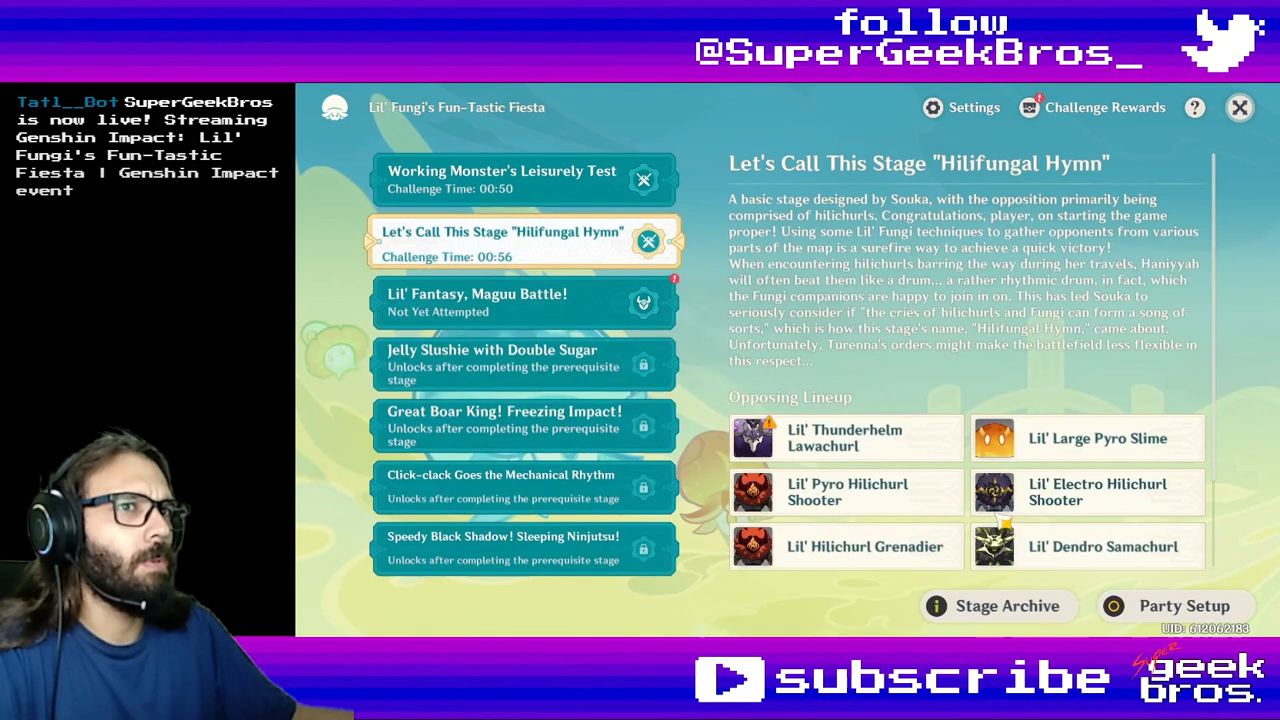 follow
@SuperGeekBros_
Tatl__Bot SuperGeekBros
is now live! Streaming
Genshin Impact: Lil'
Fungi's Fun-Tastic
Fiesta | Genshin Impact
event
Lil' Fungi's Fun-Tastic Fiesta
Settings
Challenge Rewards
?
Working Monster's Leisurely Test
Challenge Time: 00:50
Let's Call This Stage "Hilifungal Hymn"
Challenge Time: 00:56
Lil' Fantasy, Maguu Battle!
Not Yet Attempted
Jelly Slushie with Double Sugar
Unlocks after completing the prerequisite
stage
Great Boar King! Freezing Impact!
Unlocks after completing the prerequisite
stage
Click-clack Goes the Mechanical Rhythm
Unlocks after completing the prerequisite stage
Speedy Black Shadow! Sleeping Ninjutsu!
Unlocks after completing the prerequisite stage
Let's Call This Stage "Hilifungal Hymn"
A basic stage designed by Souka, with the opposition primarily being
comprised of hilichurls. Congratulations, player, on starting the game
proper! Using some Lil' Fungi techniques to gather opponents from various
parts of the map is a surefire way to achieve a quick victory!
When encountering hilichurls barring the way during her travels, Haniyyah
will often beat them like a drum... a rather rhythmic drum, in fact, which
the Fungi companions are happy to join in on. This has led Souka to
seriously consider if "the cries of hilichurls and Fungi can form a song of
sorts," which is how this stage's name, "Hilifungal Hymn," came about.
Unfortunately, Turenna's orders might make the battlefield less flexible in
this respect...
Opposing Lineup
Lil' Thunderhelm
Lawachurl
Lil' Large Pyro Slime
Lil' Pyro Hilichurl
Shooter
Lil' Electro Hilichurl
Shooter
Lil' Hilichurl Grenadier
Lil' Dendro Samachurl
Stage Archive
Party Setup
UID: 612062183
subscribe
super
geek
bros.